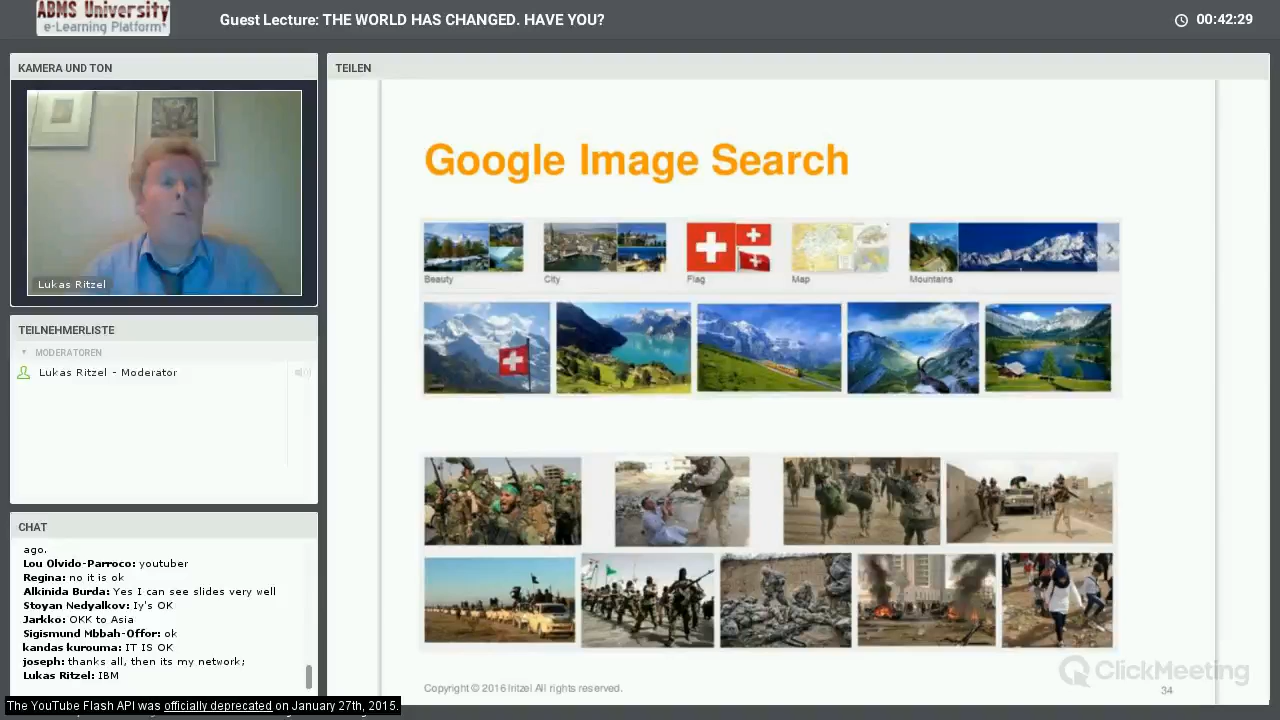 ABMS University
e-Learning Platform
Guest Lecture: THE WORLD HAS CHANGED. HAVE YOU?
00:42:29
KAMERA UND TON
Lukas Ritzel
TEILNEHMERLISTE
MODERATOREN
Lukas Ritzel - Moderator
CHAT
ago.
Lou Olvido-Parroco: youtuber
Regina: no it is ok
Alkinida Burda: Yes I can see slides very well
Stoyan Nedyalkov: Iy's OK
Jarkko: OKK to Asia
Sigismund Mbbah-Offor: ok
kandas kurouma: IT IS OK
joseph: thanks all, then its my network;
Lukas Ritzel: IBM
The YouTube Flash API was officially deprecated on January 27th, 2015.
TEILEN
Google Image Search
Beauty
City
Flag
Map
Mountains
Copyright © 2016 lritzel All rights reserved.
34
ClickMeeting